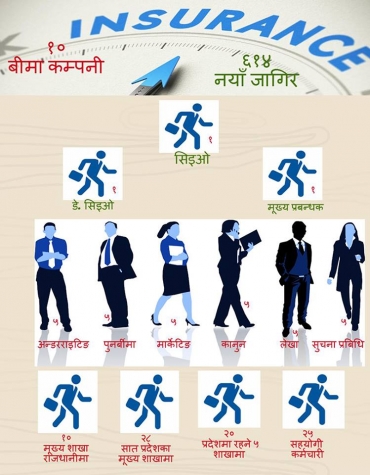 INSURANCE
१०
बीमा कम्पनी
६१४
नयाँ जागिर
१
सिइओ
१
डे. सिइओ
१
मूख्य प्रबन्धक
५ ५ ५ ५ ५ ५
अन्डरराइटिङ पुनर्बीमा मार्केटिङ कानुन लेखा सुचना प्रबिधि
१०
मूख्य शाखा
राजधानीमा
२८
सात प्रदेशका
मूख्य शाखामा
२०
प्रदेशमा रहने ५
शाखामा
२५
सहयोगी
कर्मचारी